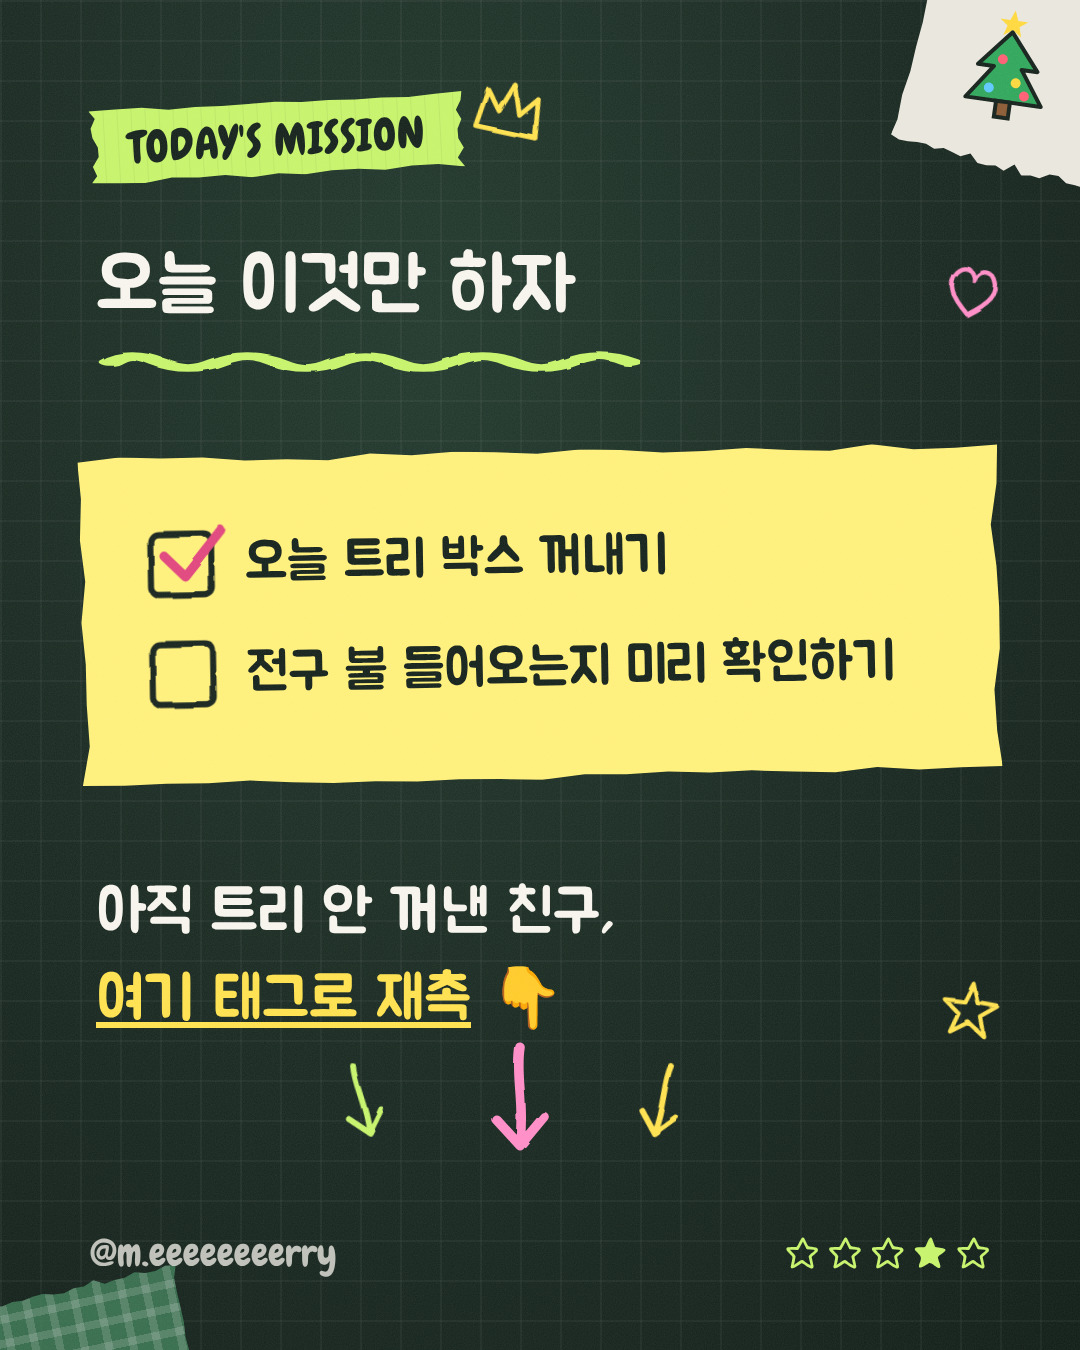 TODAY'S MISSION
오늘 이것만 하자
오늘 트리 박스 꺼내기
전구 불 들어오는지 미리 확인하기
아직 트리 안 꺼낸 친구,
여기 태그로 재촉 👇
@m.eeeeeeeerry